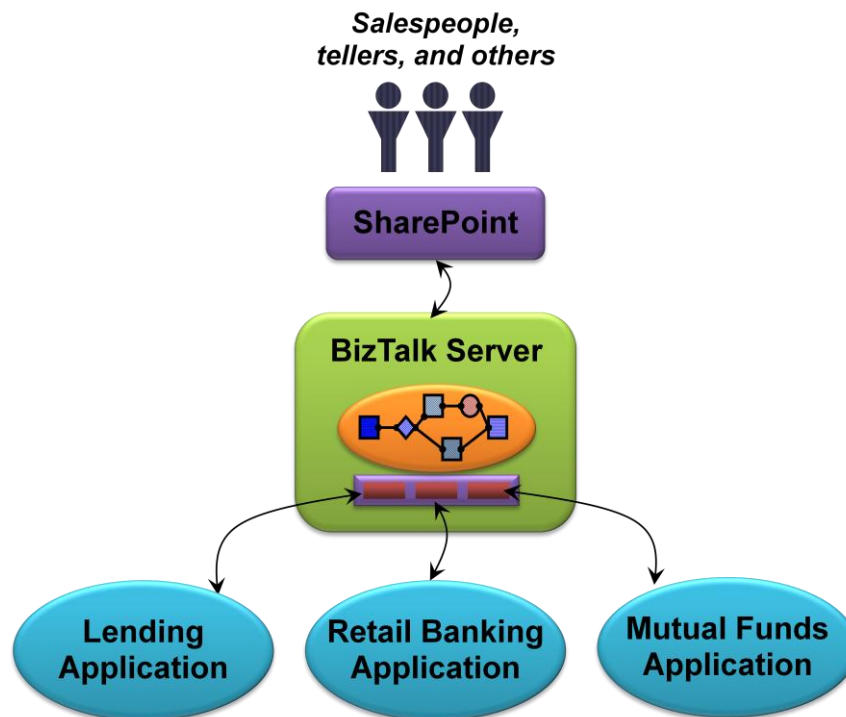 Salespeople,
tellers, and others
SharePoint
BizTalk Server
Lending
Application
Retail Banking
Application
Mutual Funds
Application